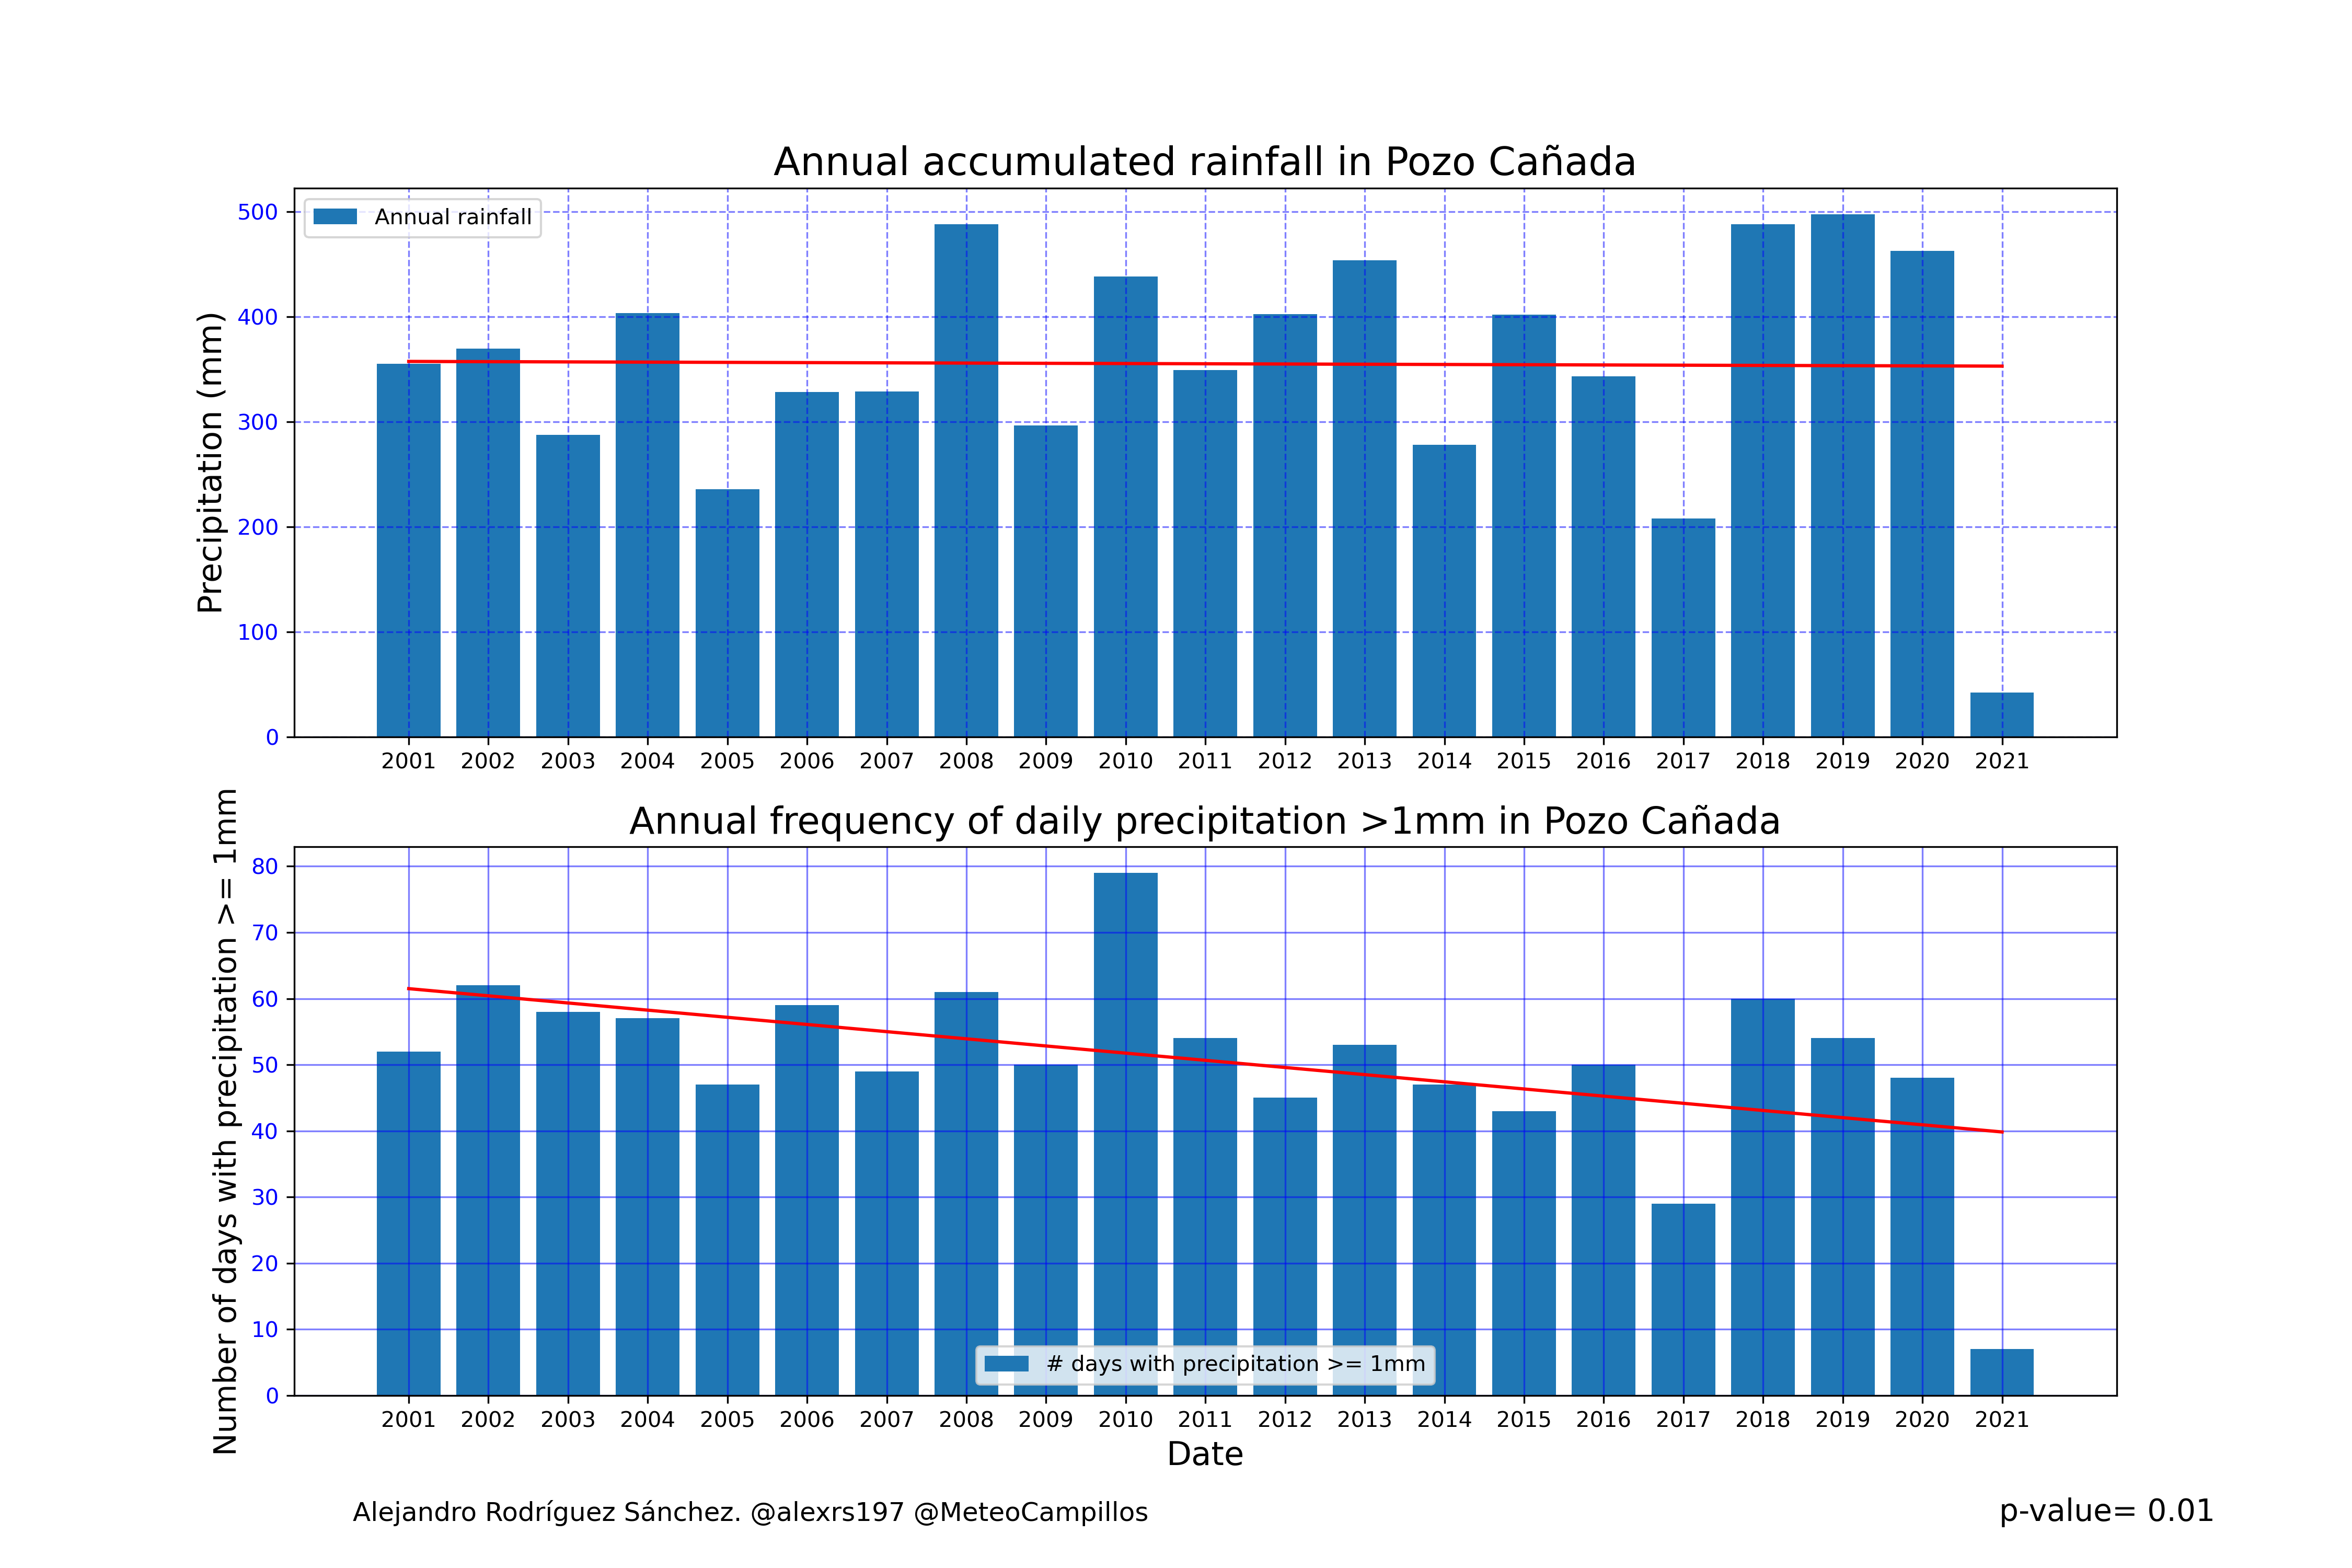 Annual accumulated rainfall in Pozo Cañada
Annual rainfall
Precipitation (mm)
500
400
300
200
100
0
2001 2002 2003 2004 2005 2006 2007 2008 2009 2010 2011 2012 2013 2014 2015 2016 2017 2018 2019 2020 2021
Annual frequency of daily precipitation >1mm in Pozo Cañada
Number of days with precipitation >= 1mm
80
70
60
50
40
30
20
10
0
# days with precipitation >= 1mm
2001 2002 2003 2004 2005 2006 2007 2008 2009 2010 2011 2012 2013 2014 2015 2016 2017 2018 2019 2020 2021
Date
Alejandro Rodríguez Sánchez. @alexrs197 @MeteoCampillos
p-value= 0.01